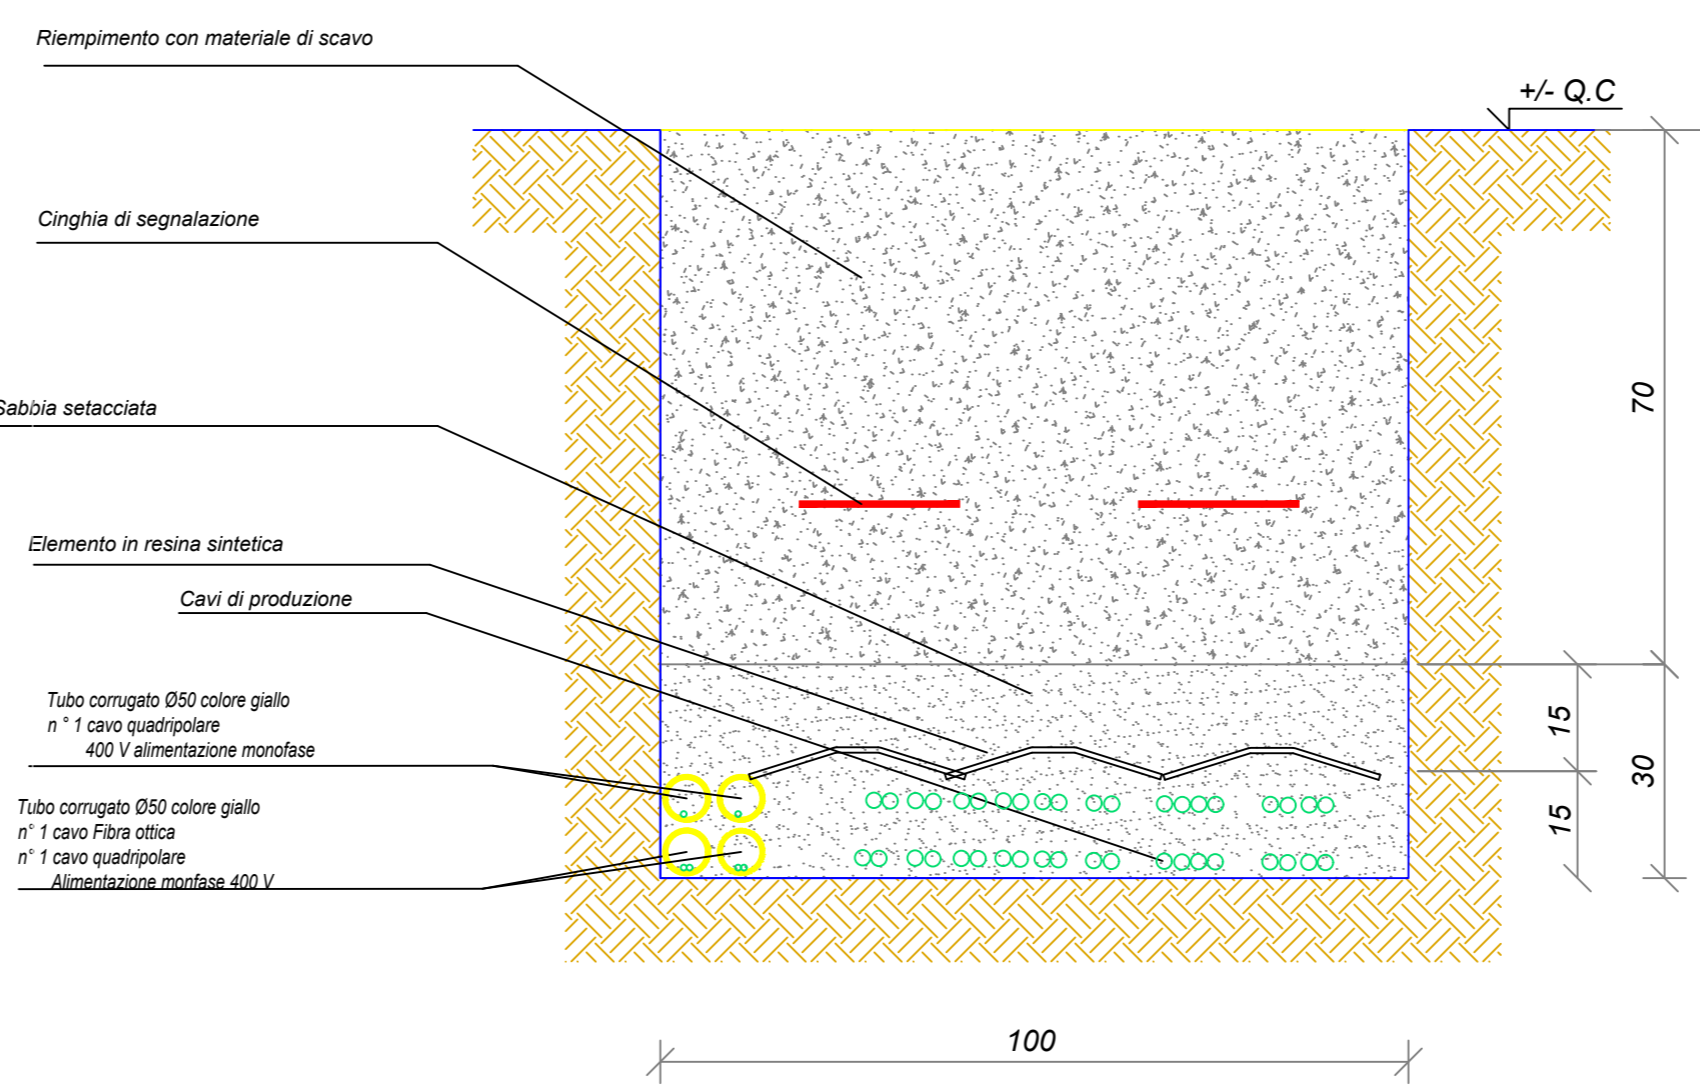 Riempimento con materiale di scavo
+/- Q.C
Cinghia di segnalazione
70
Sabbia setacciata
Elemento in resina sintetica
Cavi di produzione
Tubo corrugato Ø50 colore giallo
n ° 1 cavo quadripolare
400 V alimentazione monofase
15
30
Tubo corrugato Ø50 colore giallo
n° 1 cavo Fibra ottica
n° 1 cavo quadripolare
Alimentazione monfase 400 V
15
100